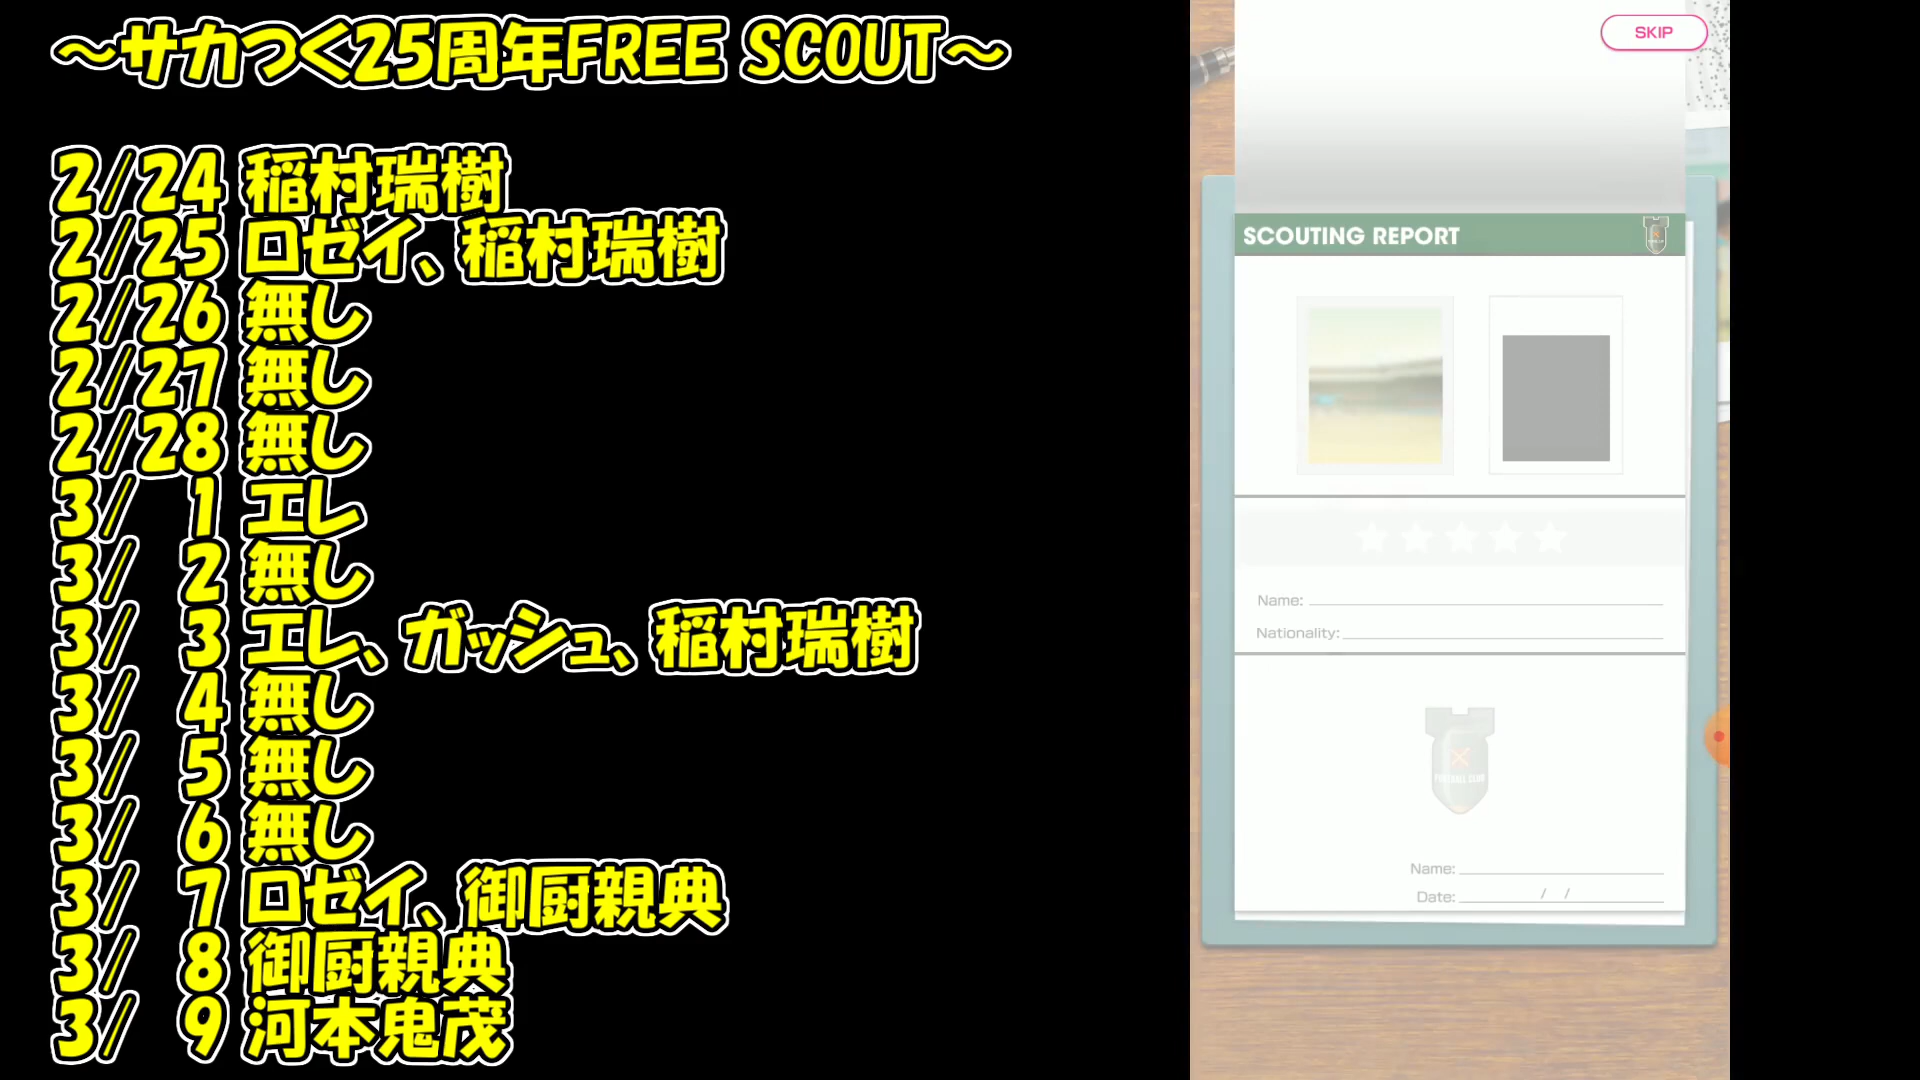 ～サカつく25周年FREE SCOUT～
2/24 稲村瑞樹
2/25 ロゼイ、稲村瑞樹
2/26 無し
2/27 無し
2/28 無し
3/ 1 エレ
3/ 2 無し
3/ 3 エレ、ガッシュ、稲村瑞樹
3/ 4 無し
3/ 5 無し
3/ 6 無し
3/ 7 ロゼイ、御厨親典
3/ 8 御厨親典
3/ 9 河本鬼茂
SKIP
SCOUTING REPORT
Name:
Nationality:
FOOTBALL CLUB
Name:
Date: / /